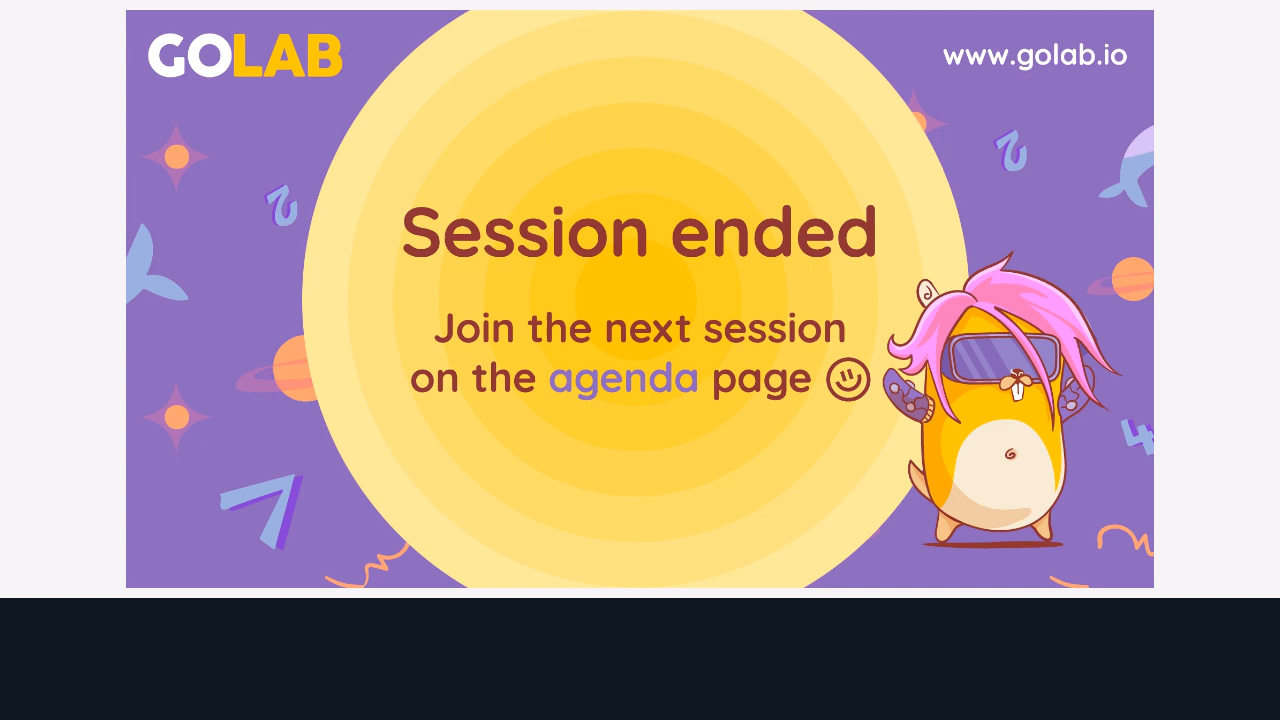 GOLAB
www.golab.io
Session ended
Join the next session
on the agenda page